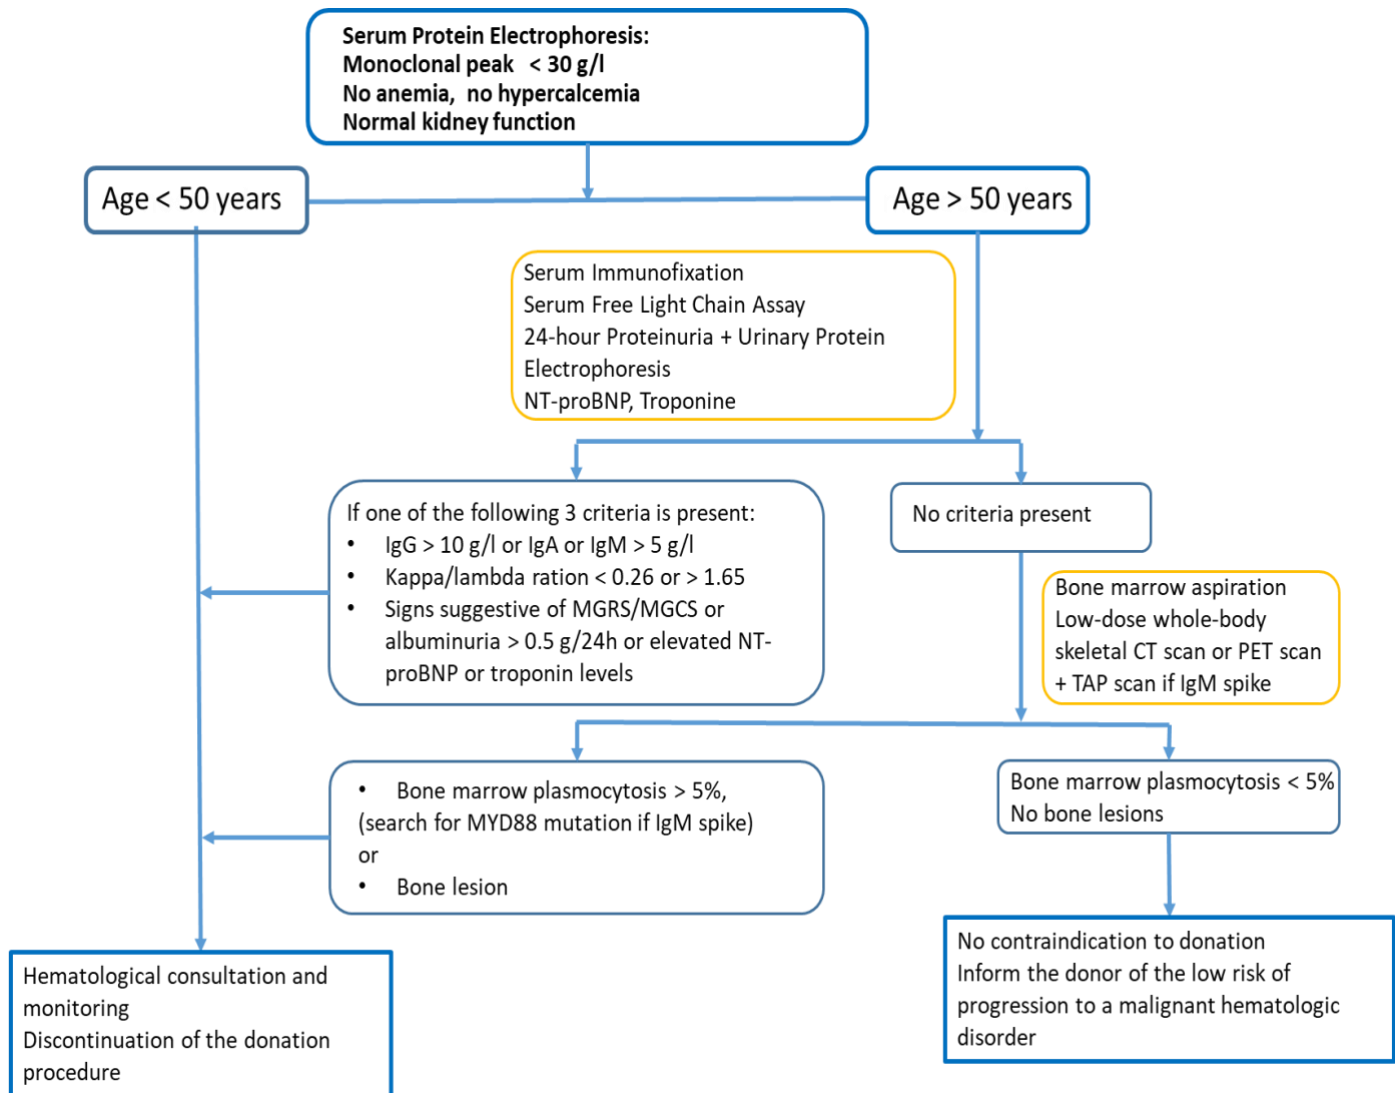 Serum Protein Electrophoresis:
Monoclonal peak < 30 g/l
No anemia, no hypercalcemia
Normal kidney function
Age < 50 years
Age > 50 years
Serum Immunofixation
Serum Free Light Chain Assay
24-hour Proteinuria + Urinary Protein
Electrophoresis
NT-proBNP, Troponine
If one of the following 3 criteria is present:
• IgG > 10 g/l or IgA or IgM > 5 g/l
• Kappa/lambda ration < 0.26 or > 1.65
• Signs suggestive of MGRS/MGCS or
albuminuria > 0.5 g/24h or elevated NT-
proBNP or troponin levels
No criteria present
Bone marrow aspiration
Low-dose whole-body
skeletal CT scan or PET scan
+ TAP scan if IgM spike
• Bone marrow plasmocytosis > 5%,
(search for MYD88 mutation if IgM spike)
or
• Bone lesion
Bone marrow plasmocytosis < 5%
No bone lesions
Hematological consultation and
monitoring
Discontinuation of the donation
procedure
No contraindication to donation
Inform the donor of the low risk of
progression to a malignant hematologic
disorder